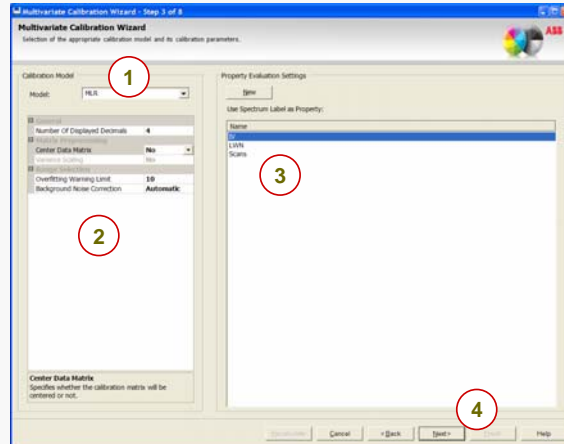 Multivariate Calibration Wizard - Step 3 of 8
Multivariate Calibration Wizard
Selection of the appropriate calibration model and its calibration parameters.
ABB
Calibration Model
1
Model: MLR
General
Number Of Displayed Decimals 4
Matrix Preprocessing
Center Data Matrix No
Variance Scaling No
Range Selection
Overfitting Warning Limit 10
Background Noise Correction Automatic
2
Center Data Matrix
Specifies whether the calibration matrix will be
centered or not.
Property Evaluation Settings
New
Use Spectrum Label as Property:
Name
LWN
Scans
3
4
Cancel
< Back
Next >
Help